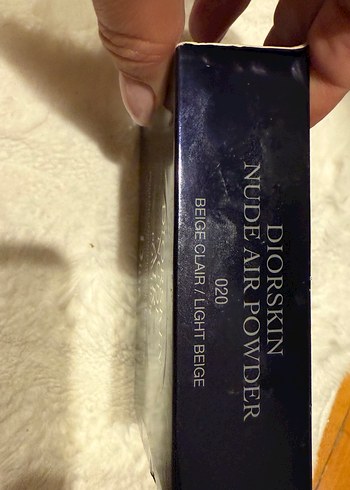 DIORSKIN
NUDE AIR POWDER
020
BEIGE CLAIR / LIGHT BEIGE